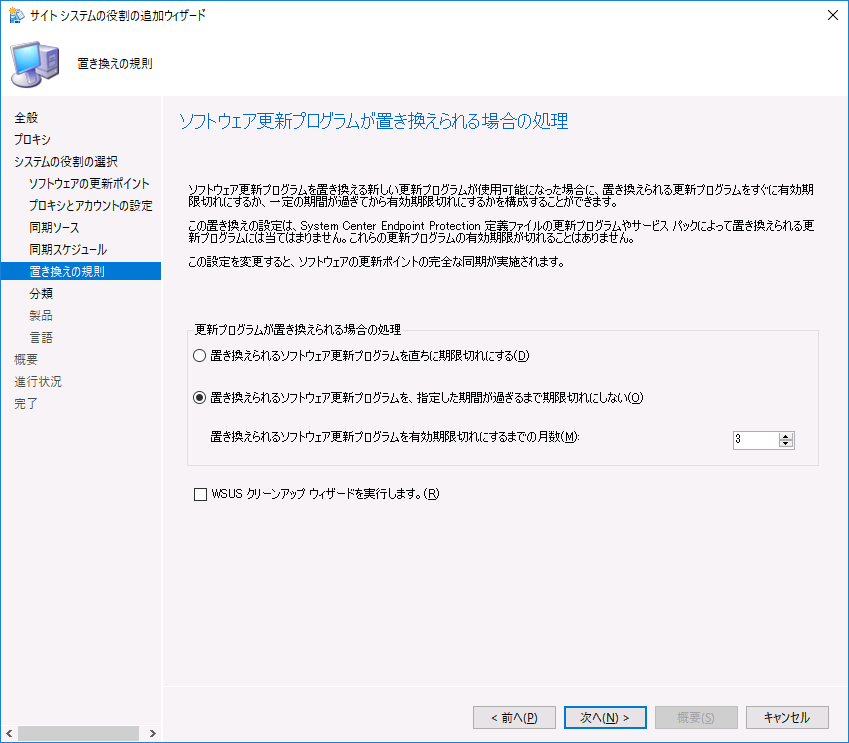 サイト システムの役割の追加ウィザード
置き換えの規則
全般
プロキシ
システムの役割の選択
ソフトウェアの更新ポイント
プロキシとアカウントの設定
同期ソース
同期スケジュール
置き換えの規則
分類
製品
言語
概要
進行状況
完了
ソフトウェア更新プログラムが置き換えられる場合の処理
ソフトウェア更新プログラムを置き換える新しい更新プログラムが使用可能になった場合に、置き換えられる更新プログラムをすぐに有効期
限切れにするか、一定の期間が過ぎてから有効期限切れにするかを構成することができます。
この置き換えの設定は、System Center Endpoint Protection 定義ファイルの更新プログラムやサービス パックによって置き換えられる更
新プログラムには当てはまりません。これらの更新プログラムの有効期限が切れることはありません。
この設定を変更すると、ソフトウェアの更新ポイントの完全な同期が実施されます。
更新プログラムが置き換えられる場合の処理
置き換えられるソフトウェア更新プログラムを直ちに期限切れにする(D)
置き換えられるソフトウェア更新プログラムを、指定した期間が過ぎるまで期限切れにしない(O)
置き換えられるソフトウェア更新プログラムを有効期限切れにするまでの月数(M):
3
WSUS クリーンアップ ウィザードを実行します。(R)
< 前へ(P)
次へ(N) >
概要(S)
キャンセル